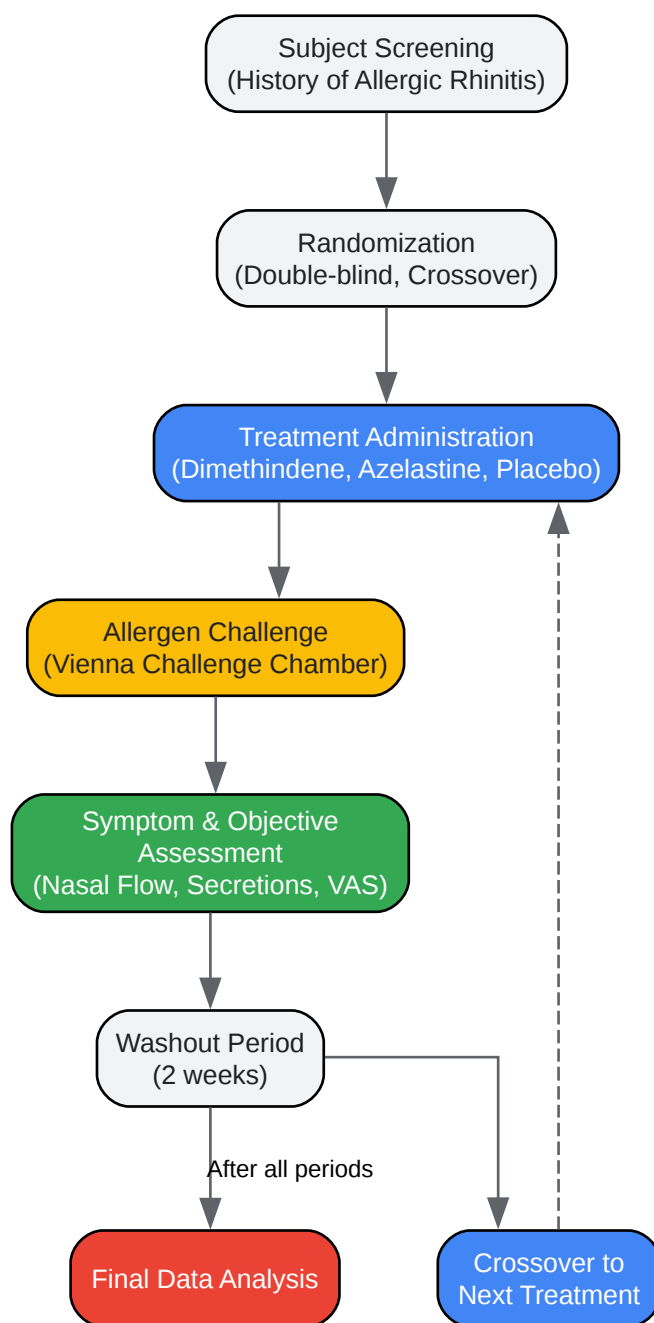 Subject Screening
(History of Allergic Rhinitis)
Randomization
(Double-blind, Crossover)
Treatment Administration
(Dimethindene, Azelastine, Placebo)
Allergen Challenge
(Vienna Challenge Chamber)
Symptom & Objective
Assessment
(Nasal Flow, Secretions, VAS)
Washout Period
(2 weeks)
After all periods
Final Data Analysis
Crossover to
Next Treatment